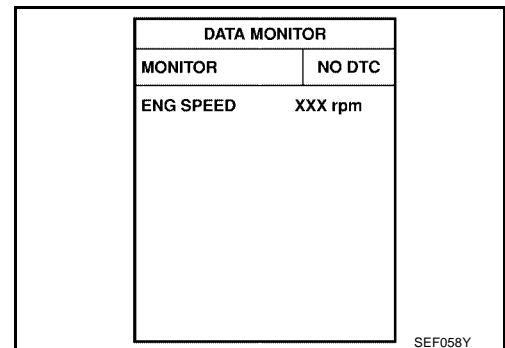 DATA MONITOR
MONITOR NO DTC
ENG SPEED XXX rpm
SEF058Y